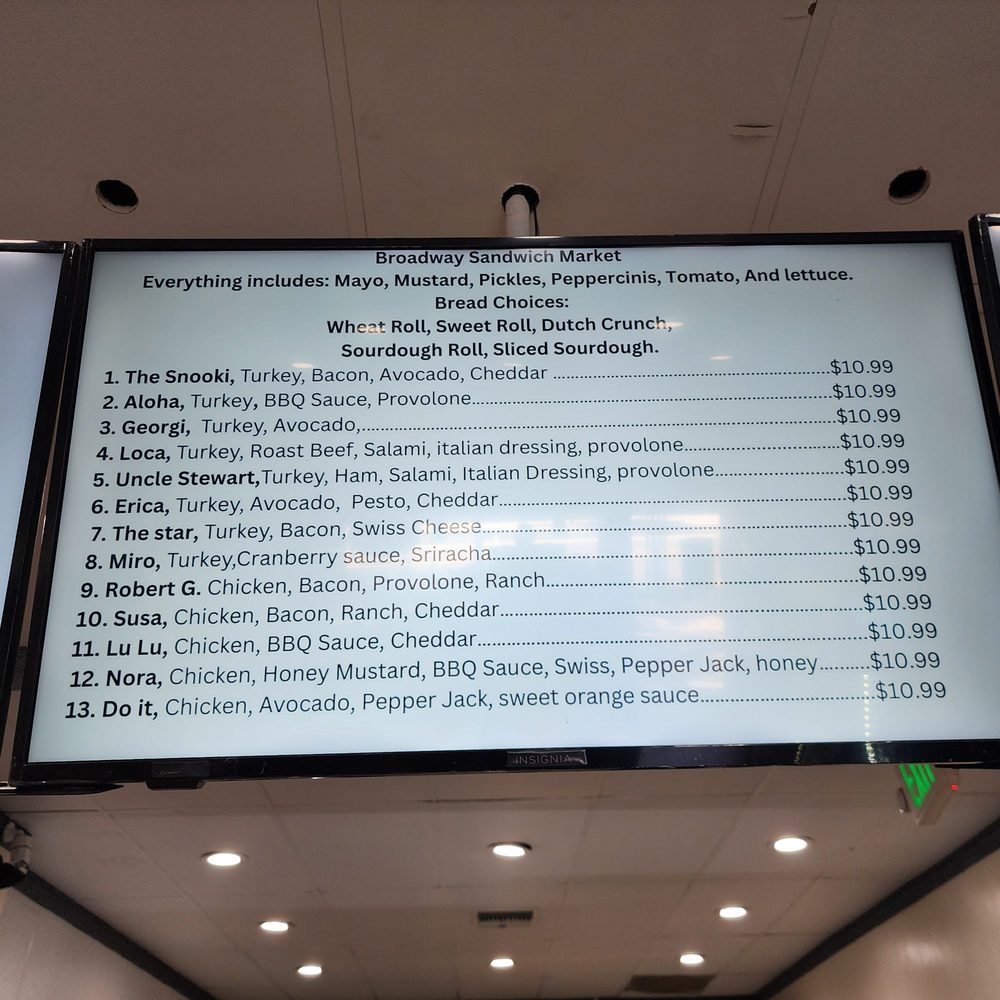 Broadway Sandwich Market
Everything includes: Mayo, Mustard, Pickles, Peppercinis, Tomato, And lettuce.
Bread Choices:
Wheat Roll, Sweet Roll, Dutch Crunch,
Sourdough Roll, Sliced Sourdough.
1. The Snooki, Turkey, Bacon, Avocado, Cheddar ........................................................$10.99
2. Aloha, Turkey, BBQ Sauce, Provolone.........................................................................$10.99
3. Georgi,  Turkey, Avocado,...............................................................................................$10.99
4. Loca, Turkey, Roast Beef, Salami, italian dressing, provolone...............................$10.99
5. Uncle Stewart,Turkey, Ham, Salami, Italian Dressing, provolone..........................$10.99
6. Erica, Turkey, Avocado,  Pesto, Cheddar.....................................................................$10.99
7. The star, Turkey, Bacon, Swiss Cheese.........................................................................$10.99
8. Miro, Turkey,Cranberry sauce, Sriracha.......................................................................$10.99
9. Robert G. Chicken, Bacon, Provolone, Ranch..............................................................$10.99
10. Susa, Chicken, Bacon, Ranch, Cheddar.......................................................................$10.99
11. Lu Lu, Chicken, BBQ Sauce, Cheddar...........................................................................$10.99
12. Nora, Chicken, Honey Mustard, BBQ Sauce, Swiss, Pepper Jack, honey..........$10.99
13. Do it, Chicken, Avocado, Pepper Jack, sweet orange sauce..................................$10.99
INSIGNIA